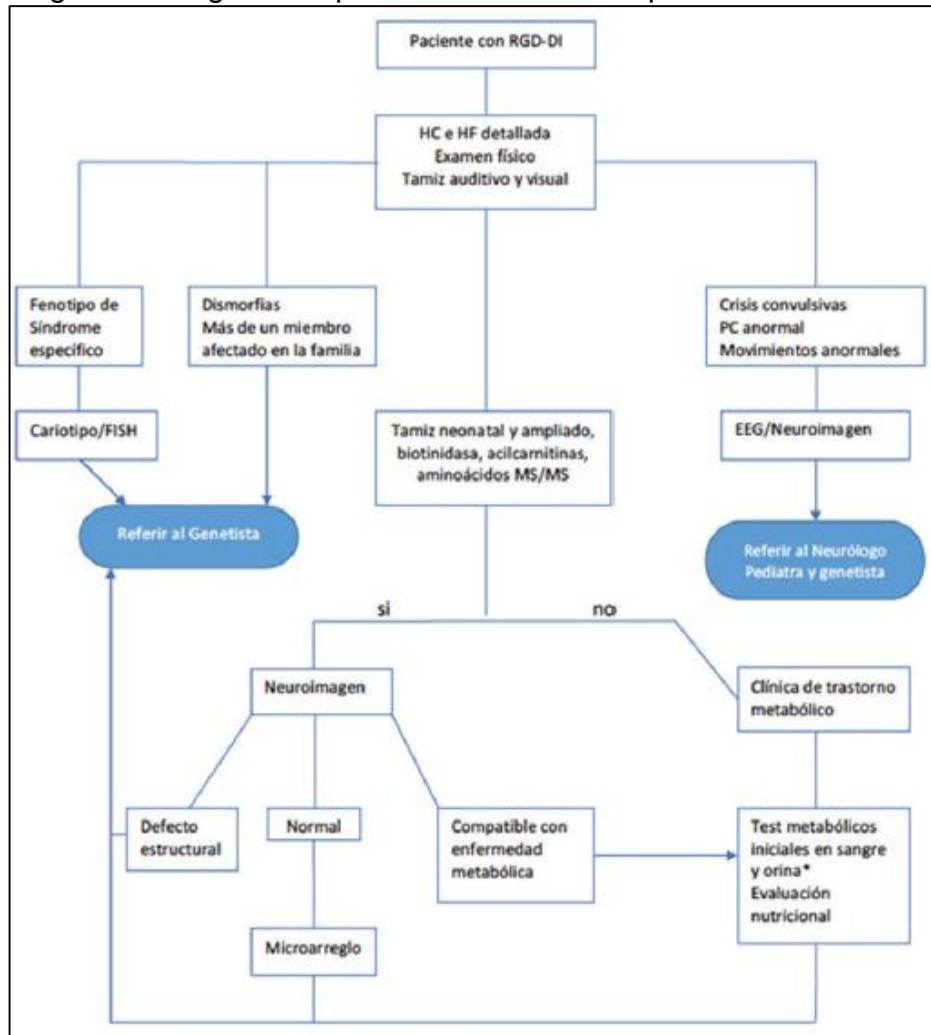 Paciente con RGD-DI
HC e HF detallada
Examen físico
Tamiz auditivo y visual
Fenotipo de
Síndrome
específico
Dismorfias
Más de un miembro
afectado en la familia
Crisis convulsivas
PC anormal
Movimientos anormales
Cariotipo/FISH
Tamiz neonatal y ampliado,
biotinidasa, acilcarnitinas,
aminoácidos MS/MS
EEG/Neuroimagen
Referir al Genetista
Referir al Neurólogo
Pediatra y genetista
si
no
Neuroimagen
Clínica de trastorno
metabólico
Defecto
estructural
Normal
Compatible con
enfermedad
metabólica
Test metabólicos
iniciales en sangre
y orina*
Evaluación
nutricional
Microarreglo